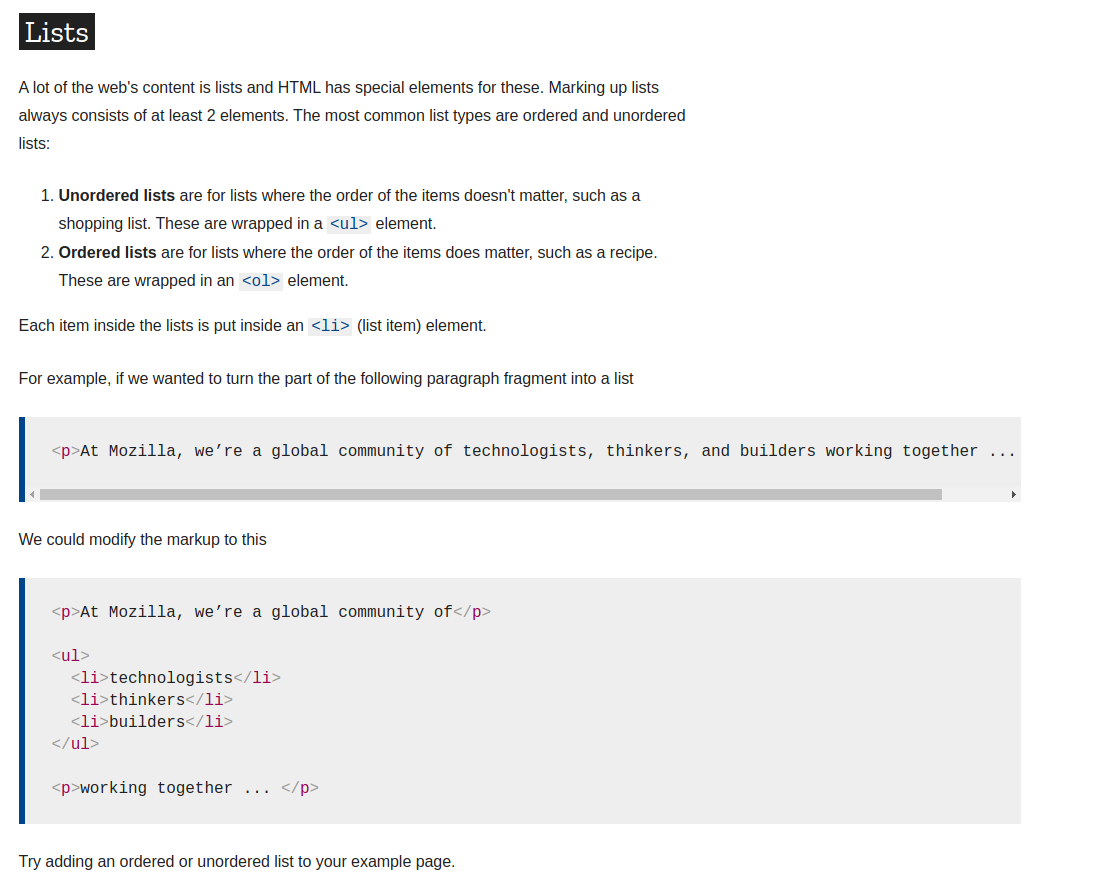 Lists
A lot of the web's content is lists and HTML has special elements for these. Marking up lists
always consists of at least 2 elements. The most common list types are ordered and unordered
lists:
1. Unordered lists are for lists where the order of the items doesn't matter, such as a
shopping list. These are wrapped in a <ul> element.
2. Ordered lists are for lists where the order of the items does matter, such as a recipe.
These are wrapped in an <ol> element.
Each item inside the lists is put inside an <li> (list item) element.
For example, if we wanted to turn the part of the following paragraph fragment into a list
<p>At Mozilla, we’re a global community of technologists, thinkers, and builders working together ...
We could modify the markup to this
<p>At Mozilla, we’re a global community of</p>
<ul>
  <li>technologists</li>
  <li>thinkers</li>
  <li>builders</li>
</ul>
<p>working together ... </p>
Try adding an ordered or unordered list to your example page.